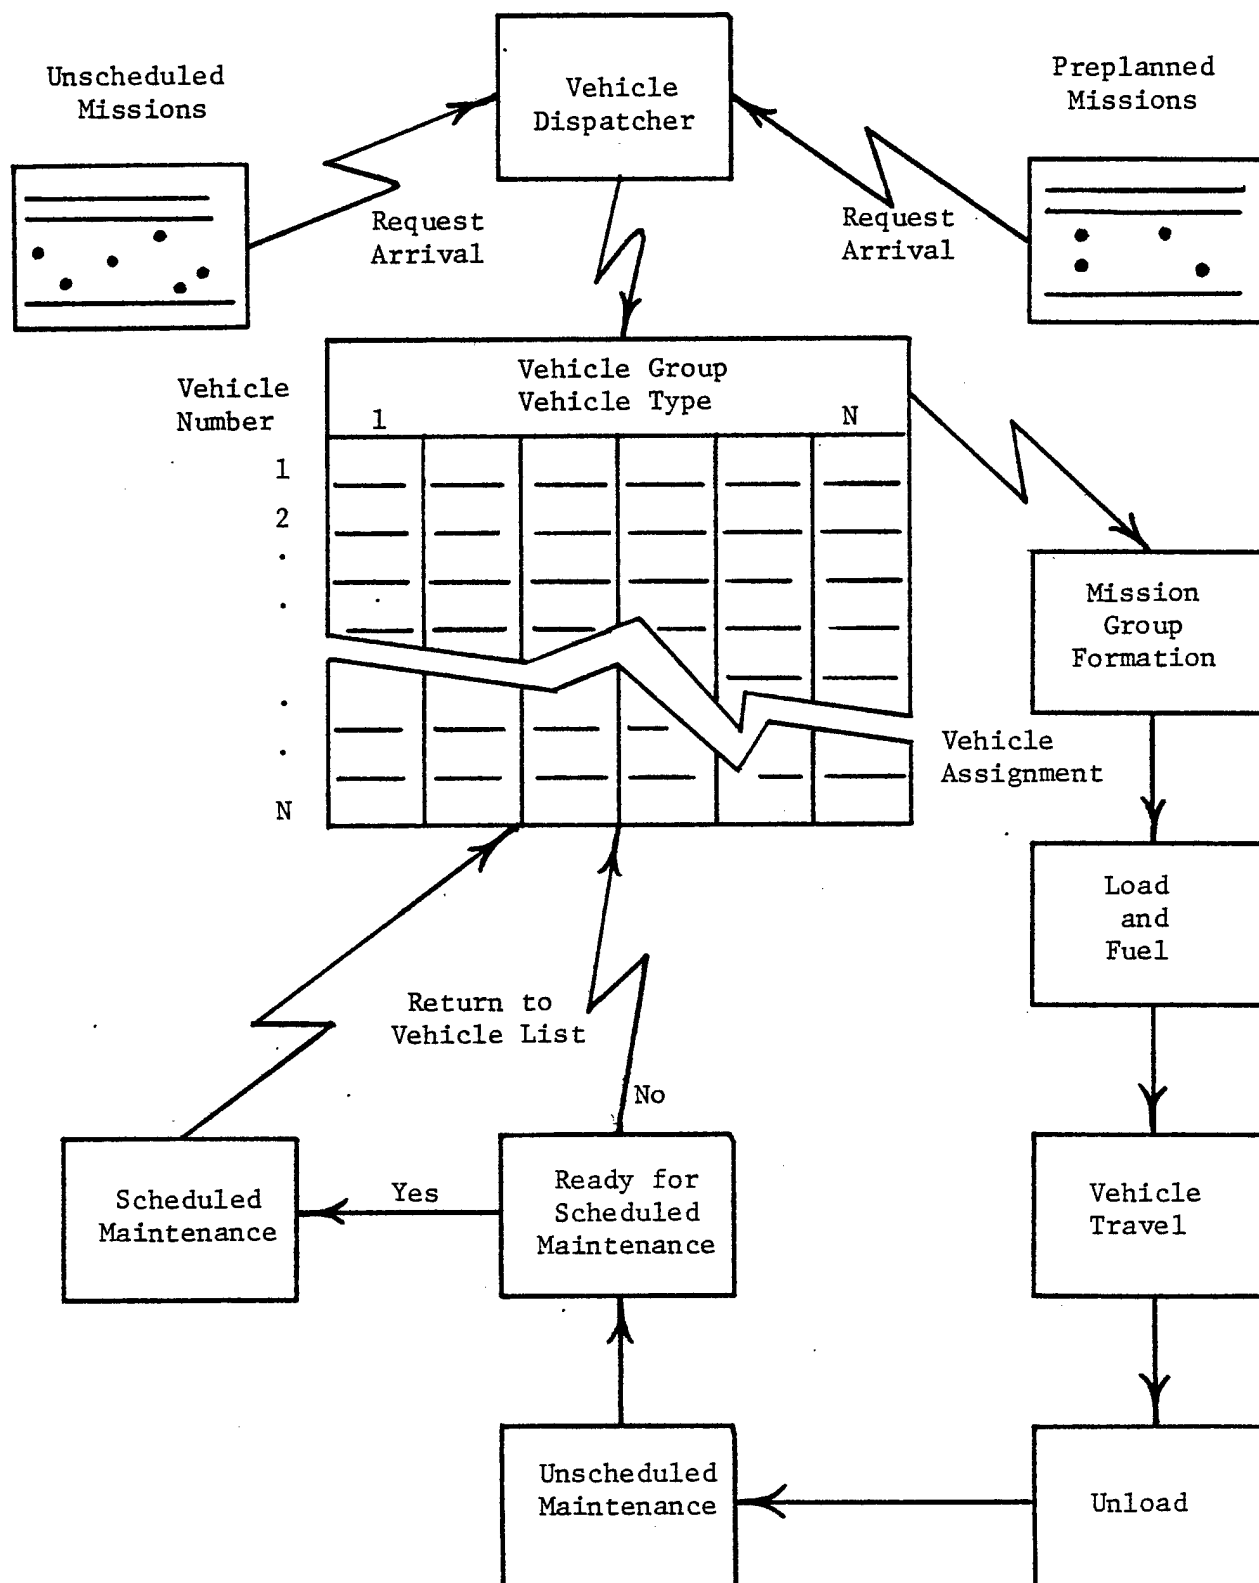 Unscheduled
Missions
Vehicle
Dispatcher
Preplanned
Missions
Request
Arrival
Request
Arrival
Vehicle
Number
Vehicle Group
Vehicle Type
1
N
1
2
.
.
.
.
N
Mission
Group
Formation
Vehicle
Assignment
Load
and
Fuel
Return to
Vehicle List
No
Scheduled
Maintenance
Yes
Ready for
Scheduled
Maintenance
Vehicle
Travel
Unscheduled
Maintenance
Unload